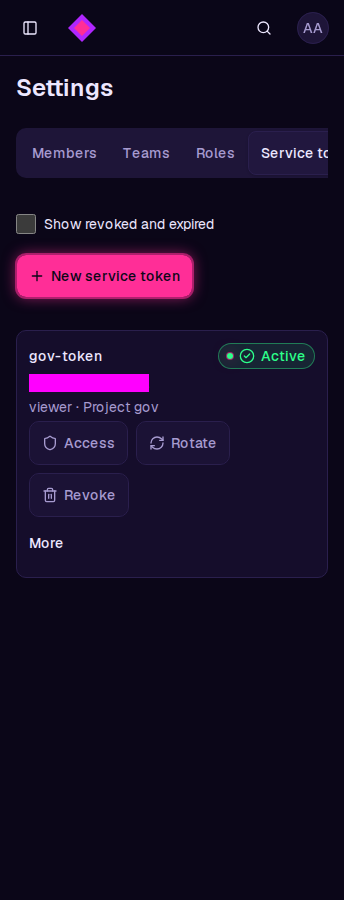 AA
Settings
Members Teams Roles Service to
Show revoked and expired
+ New service token
gov-token Active
viewer · Project gov
Access Rotate
Revoke
More